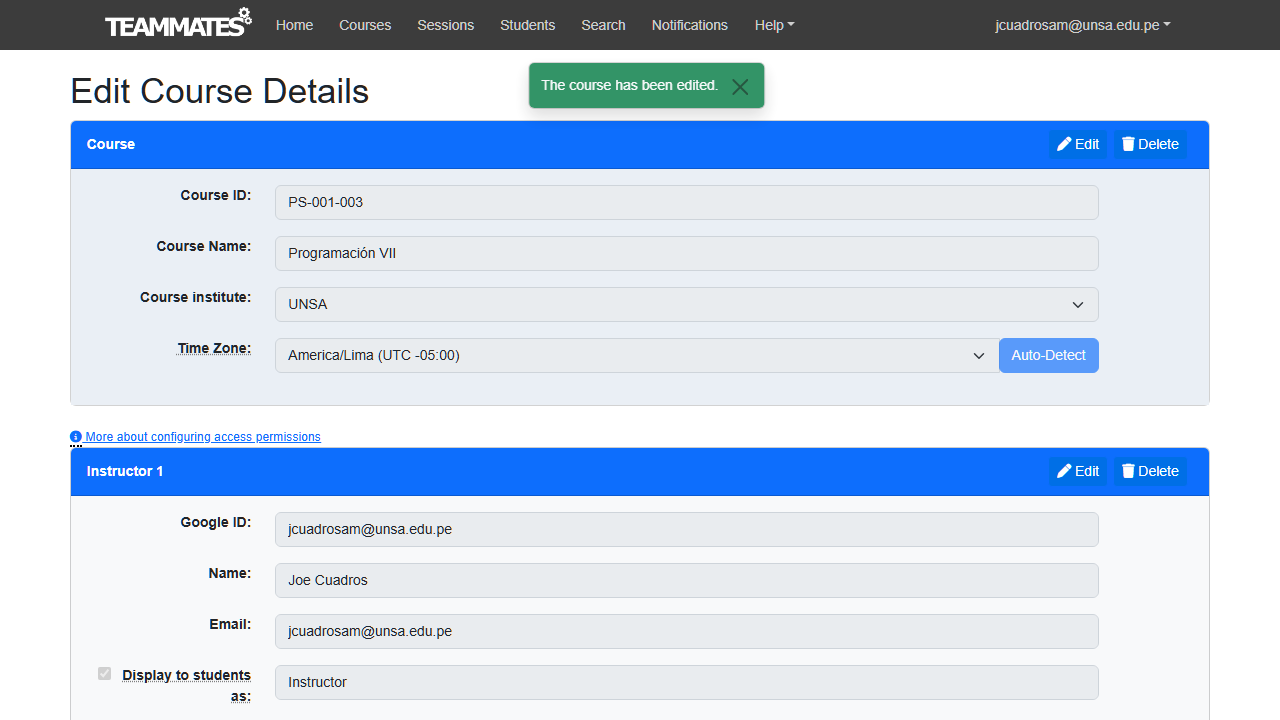 TEAMMATES Home Courses Sessions Students Search Notifications Help jcuadrosam@unsa.edu.pe
The course has been edited.
Edit Course Details
Course Edit Delete
Course ID: PS-001-003
Course Name: Programación VII
Course institute: UNSA
Time Zone: America/Lima (UTC -05:00) Auto-Detect
More about configuring access permissions
Instructor 1 Edit Delete
Google ID: jcuadrosam@unsa.edu.pe
Name: Joe Cuadros
Email: jcuadrosam@unsa.edu.pe
Display to students as: Instructor